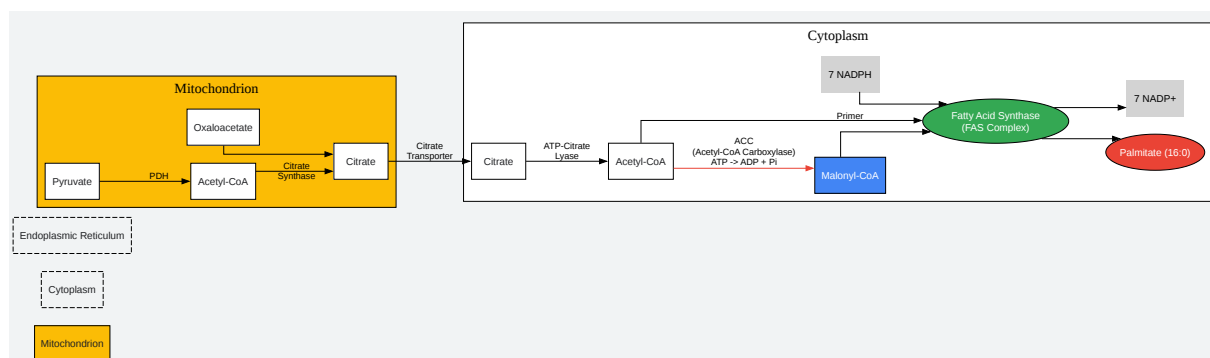 Cytoplasm
Mitochondrion
7 NADPH
7 NADP+
Oxaloacetate
Fatty Acid Synthase
(FAS Complex)
Primer
Citrate
Transporter
ATP-Citrate
Lyase
ACC
(Acetyl-CoA Carboxylase)
ATP -> ADP + Pi
Palmitate (16:0)
Pyruvate
PDH
Acetyl-CoA
Citrate
Synthase
Citrate
Citrate
Acetyl-CoA
Malonyl-CoA
Endoplasmic Reticulum
Cytoplasm
Mitochondrion